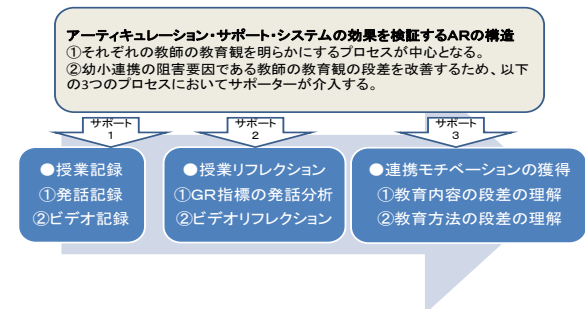 アーティキュレーション・サポート・システムの効果を検証するARの構造
①それぞれの教師の教育観を明らかにするプロセスが中心となる。
②幼小連携の阻害要因である教師の教育観の段差を改善するため、以下
の3つのプロセスにおいてサポーターが介入する。
サポート
1
サポート
2
サポート
3
●授業記録
①発話記録
②ビデオ記録
●授業リフレクション
①GR指標の発話分析
②ビデオリフレクション
●連携モチベーションの獲得
①教育内容の段差の理解
②教育方法の段差の理解